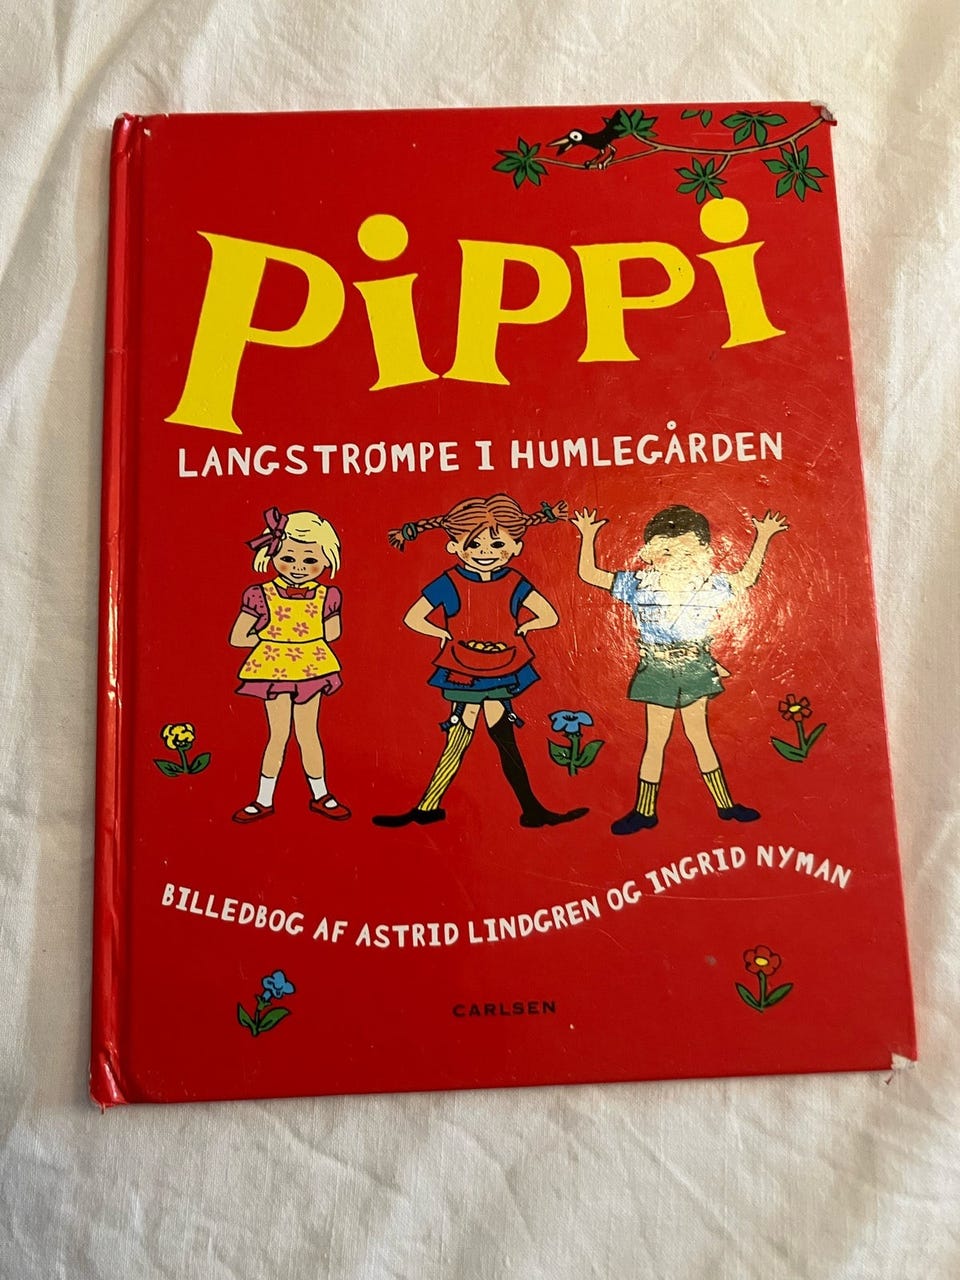 PIPPI
LANGSTRØMPE I HUMLEGÅRDEN
BILLEDBOG AF ASTRID LINDGREN OG INGRID NYMAN
CARLSEN